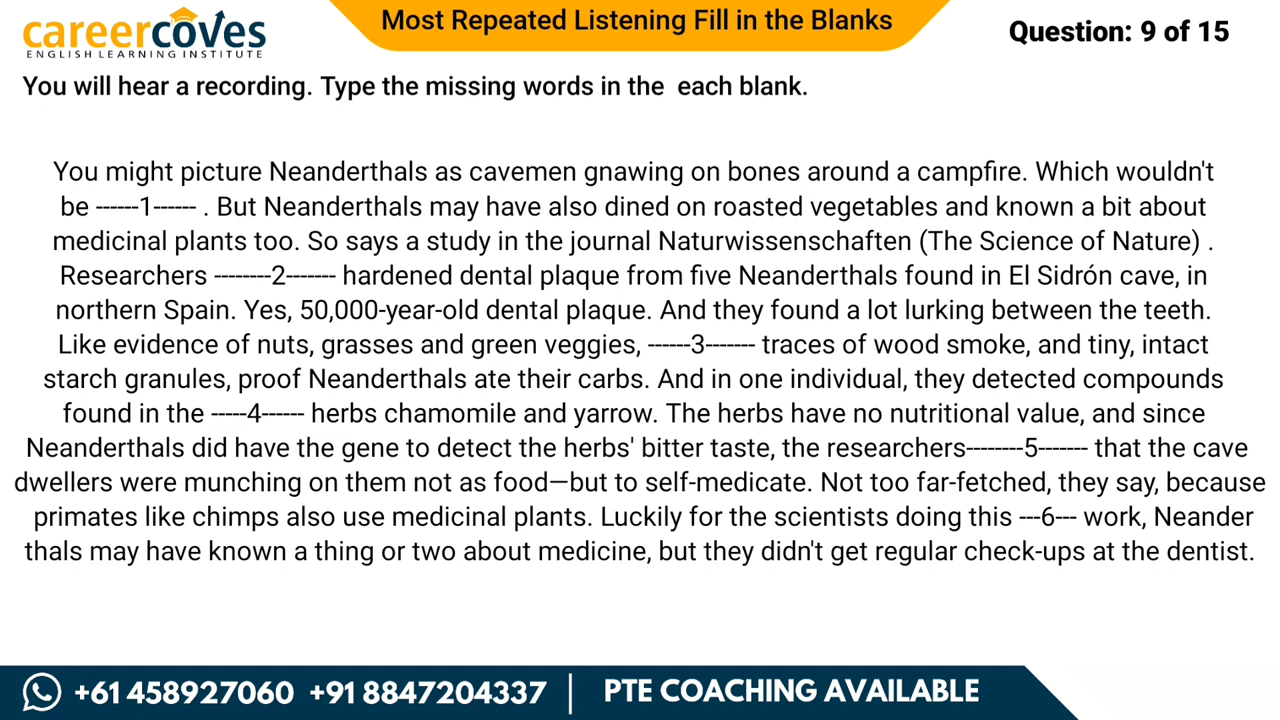 careercoves
ENGLISH LEARNING INSTITUTE
Most Repeated Listening Fill in the Blanks
Question: 9 of 15
You will hear a recording. Type the missing words in the  each blank.
You might picture Neanderthals as cavemen gnawing on bones around a campfire. Which wouldn't
be ------1------ . But Neanderthals may have also dined on roasted vegetables and known a bit about
medicinal plants too. So says a study in the journal Naturwissenschaften (The Science of Nature) .
Researchers --------2------- hardened dental plaque from five Neanderthals found in El Sidrón cave, in
northern Spain. Yes, 50,000-year-old dental plaque. And they found a lot lurking between the teeth.
Like evidence of nuts, grasses and green veggies, ------3------- traces of wood smoke, and tiny, intact
starch granules, proof Neanderthals ate their carbs. And in one individual, they detected compounds
found in the -----4------ herbs chamomile and yarrow. The herbs have no nutritional value, and since
Neanderthals did have the gene to detect the herbs' bitter taste, the researchers--------5------- that the cave
dwellers were munching on them not as food—but to self-medicate. Not too far-fetched, they say, because
primates like chimps also use medicinal plants. Luckily for the scientists doing this ---6--- work, Neander
thals may have known a thing or two about medicine, but they didn't get regular check-ups at the dentist.
+61 458927060 +91 8847204337
PTE COACHING AVAILABLE